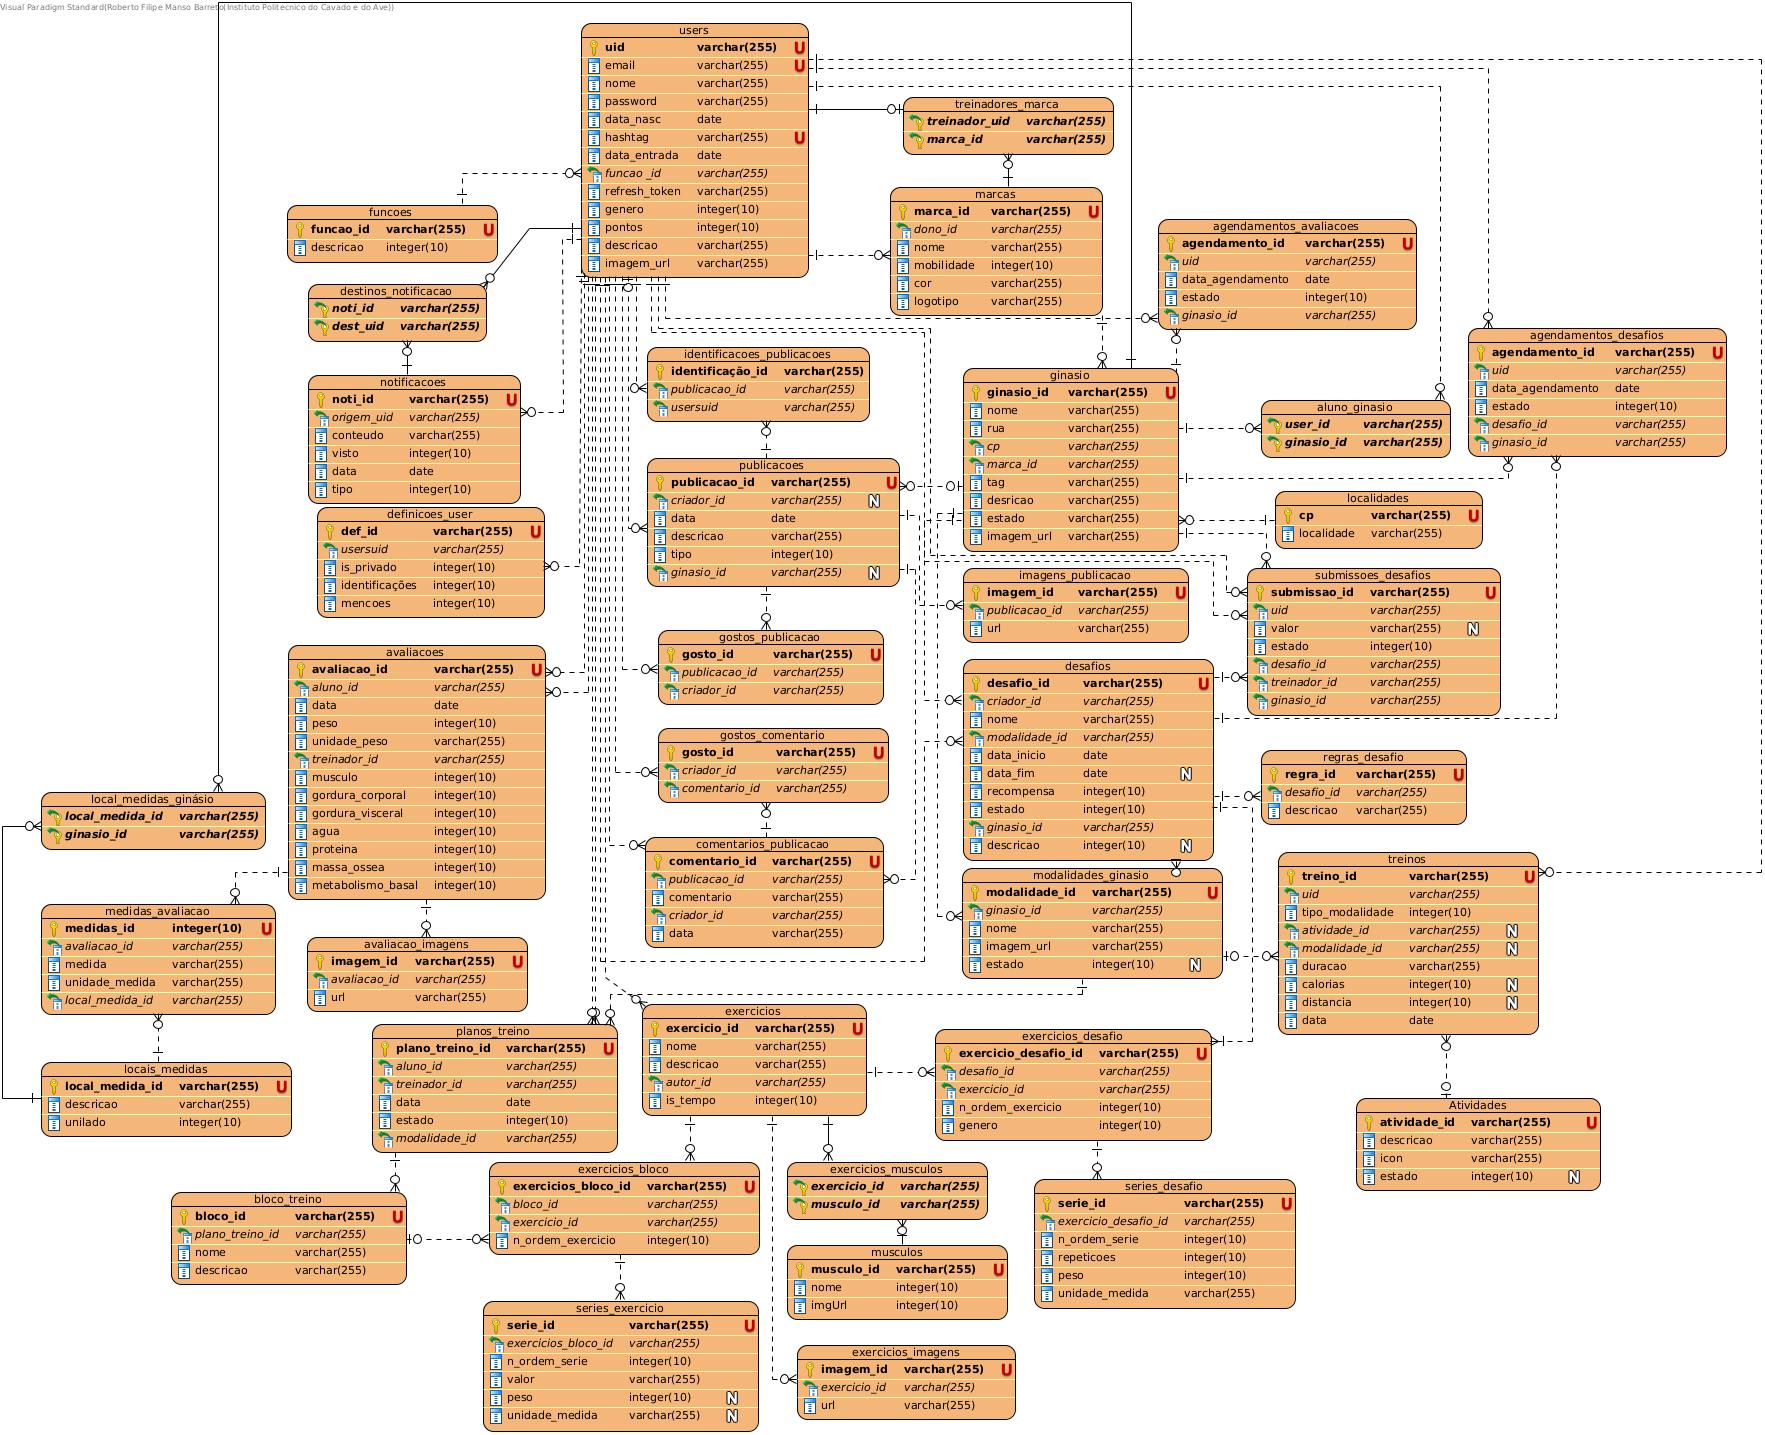 Visual Paradigm Standard(Roberto Filipe Manso Barreto(Instituto Politecnico do Cavado e do Ave))
users
uid varchar(255) U
email varchar(255) U
nome varchar(255)
password varchar(255)
data_nasc date
hashtag varchar(255) U
data_entrada date
funcao _id varchar(255)
refresh_token varchar(255)
genero integer(10)
pontos integer(10)
descricao varchar(255)
imagem_url varchar(255)
treinadores_marca
treinador_uid varchar(255)
marca_id varchar(255)
marcas
marca_id varchar(255) U
dono_id varchar(255)
nome varchar(255)
mobilidade integer(10)
cor varchar(255)
logotipo varchar(255)
funcoes
funcao_id varchar(255) U
descricao integer(10)
agendamentos_avaliacoes
agendamento_id varchar(255) U
uid varchar(255)
data_agendamento date
estado integer(10)
ginasio_id varchar(255)
destinos_notificacao
noti_id varchar(255)
dest_uid varchar(255)
agendamentos_desafios
agendamento_id varchar(255) U
uid varchar(255)
data_agendamento date
estado integer(10)
desafio_id varchar(255)
ginasio_id varchar(255)
identificacoes_publicacoes
identificação_id varchar(255)
publicacao_id varchar(255)
usersuid varchar(255)
notificacoes
noti_id varchar(255) U
origem_uid varchar(255)
conteudo varchar(255)
visto integer(10)
data date
tipo integer(10)
ginasio
ginasio_id varchar(255) U
nome varchar(255)
rua varchar(255)
cp varchar(255)
marca_id varchar(255)
tag varchar(255)
desricao varchar(255)
estado varchar(255)
imagem_url varchar(255)
aluno_ginasio
user_id varchar(255)
ginasio_id varchar(255)
publicacoes
publicacao_id varchar(255) U
criador_id varchar(255) N
data date
descricao varchar(255)
tipo integer(10)
ginasio_id varchar(255) N
localidades
cp varchar(255) U
localidade varchar(255)
definicoes_user
def_id varchar(255) U
usersuid varchar(255)
is_privado integer(10)
identificações integer(10)
mencoes integer(10)
imagens_publicacao
imagem_id varchar(255) U
publicacao_id varchar(255)
url varchar(255)
submissoes_desafios
submissao_id varchar(255) U
uid varchar(255)
valor varchar(255) N
estado integer(10)
desafio_id varchar(255)
treinador_id varchar(255)
ginasio_id varchar(255)
gostos_publicacao
gosto_id varchar(255) U
publicacao_id varchar(255)
criador_id varchar(255)
avaliacoes
avaliacao_id varchar(255) U
aluno_id varchar(255)
data date
peso integer(10)
unidade_peso varchar(255)
treinador_id varchar(255)
musculo integer(10)
gordura_corporal integer(10)
gordura_visceral integer(10)
agua integer(10)
proteina integer(10)
massa_ossea integer(10)
metabolismo_basal integer(10)
desafios
desafio_id varchar(255) U
criador_id varchar(255)
nome varchar(255)
modalidade_id varchar(255)
data_inicio date
data_fim date N
recompensa integer(10)
estado integer(10)
ginasio_id varchar(255)
descricao varchar(255) N
gostos_comentario
gosto_id varchar(255) U
criador_id varchar(255)
comentario_id varchar(255)
regras_desafio
regra_id varchar(255) U
desafio_id varchar(255)
descricao varchar(255)
local_medidas_ginásio
local_medida_id varchar(255)
ginasio_id varchar(255)
comentarios_publicacao
comentario_id varchar(255) U
publicacao_id varchar(255)
comentario varchar(255)
criador_id varchar(255)
data varchar(255)
treinos
treino_id varchar(255) U
uid varchar(255)
tipo_modalidade integer(10)
atividade_id varchar(255) N
modalidade_id varchar(255) N
duracao varchar(255)
calorias integer(10) N
distancia integer(10) N
data date
modalidades_ginasio
modalidade_id varchar(255) U
ginasio_id varchar(255)
nome varchar(255)
imagem_url varchar(255)
estado integer(10) N
medidas_avaliacao
medidas_id integer(10) U
avaliacao_id varchar(255)
medida varchar(255)
unidade_medida varchar(255)
local_medida_id varchar(255)
avaliacao_imagens
imagem_id varchar(255) U
avaliacao_id varchar(255)
url varchar(255)
exercicios
exercicio_id varchar(255) U
nome varchar(255)
descricao varchar(255)
autor_id varchar(255)
is_tempo integer(10)
planos_treino
plano_treino_id varchar(255) U
aluno_id varchar(255)
treinador_id varchar(255)
data date
estado integer(10)
modalidade_id varchar(255)
exercicios_desafio
exercicio_desafio_id varchar(255) U
desafio_id varchar(255)
exercicio_id varchar(255)
n_ordem_exercicio integer(10)
genero integer(10)
locais_medidas
local_medida_id varchar(255) U
descricao varchar(255)
unilado integer(10)
Atividades
atividade_id varchar(255) U
descricao varchar(255)
icon varchar(255)
estado integer(10) N
exercicios_bloco
exercicios_bloco_id varchar(255) U
bloco_id varchar(255)
exercicio_id varchar(255)
n_ordem_exercicio integer(10)
exercicios_musculos
exercicio_id varchar(255)
musculo_id varchar(255)
series_desafio
serie_id varchar(255) U
exercicio_desafio_id varchar(255)
n_ordem_serie integer(10)
repeticoes integer(10)
peso integer(10)
unidade_medida varchar(255)
bloco_treino
bloco_id varchar(255) U
plano_treino_id varchar(255)
nome varchar(255)
descricao varchar(255)
musculos
musculo_id varchar(255) U
nome integer(10)
imgUrl integer(10)
series_exercicio
serie_id varchar(255) U
exercicios_bloco_id varchar(255)
n_ordem_serie integer(10)
valor varchar(255)
peso integer(10) N
unidade_medida varchar(255) N
exercicios_imagens
imagem_id varchar(255) U
exercicio_id varchar(255)
url varchar(255)